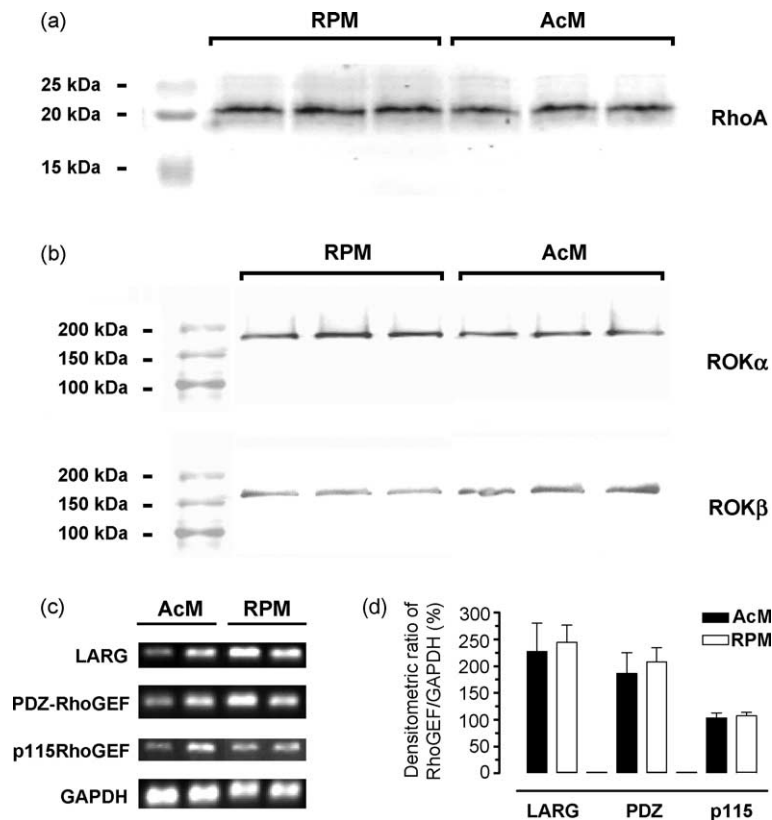 (a)
RPM
AcM
25 kDa
20 kDa
15 kDa
RhoA
(b)
RPM
AcM
200 kDa
150 kDa
100 kDa
ROKα
200 kDa
150 kDa
100 kDa
ROKβ
(c)
AcM
RPM
LARG
PDZ-RhoGEF
p115RhoGEF
GAPDH
(d)
Densitometric ratio of
RhoGEF/GAPDH (%)
300
250
200
150
100
50
0
AcM
RPM
LARG
PDZ
p115